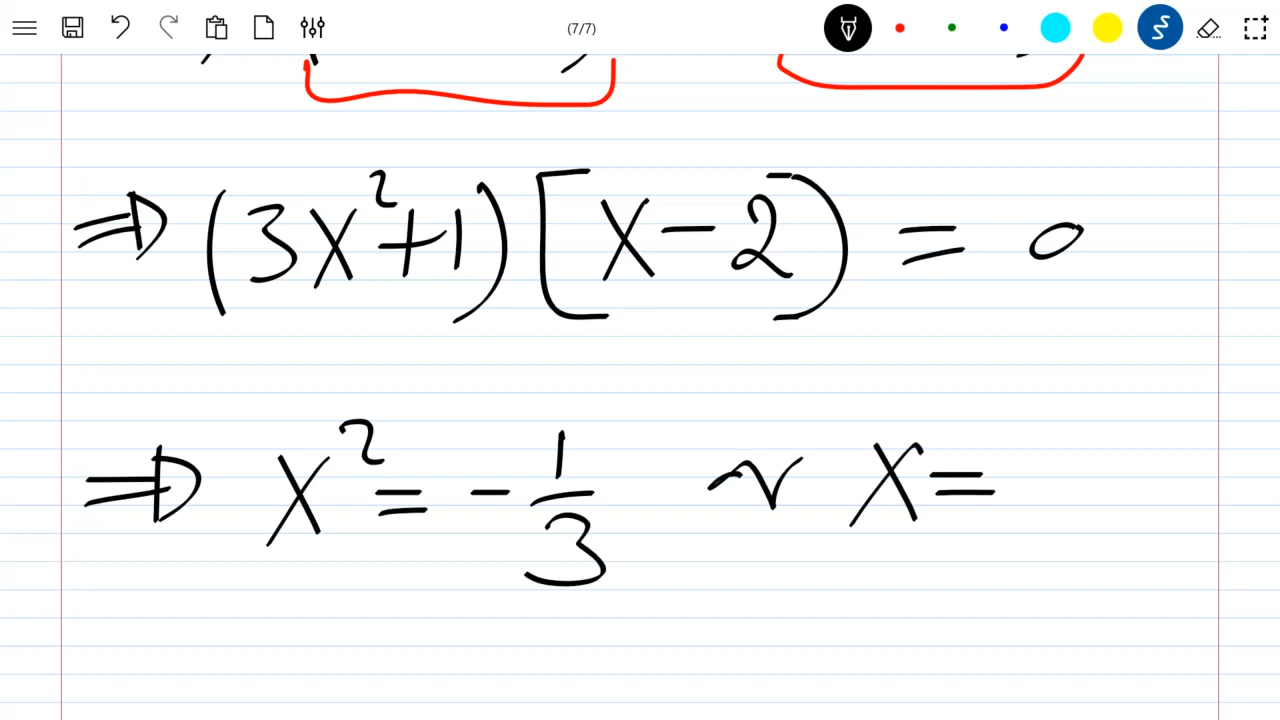 (7/7)
⇒ (3x²+1)[x-2) = 0
⇒ x² = -1/3 ∨ x=